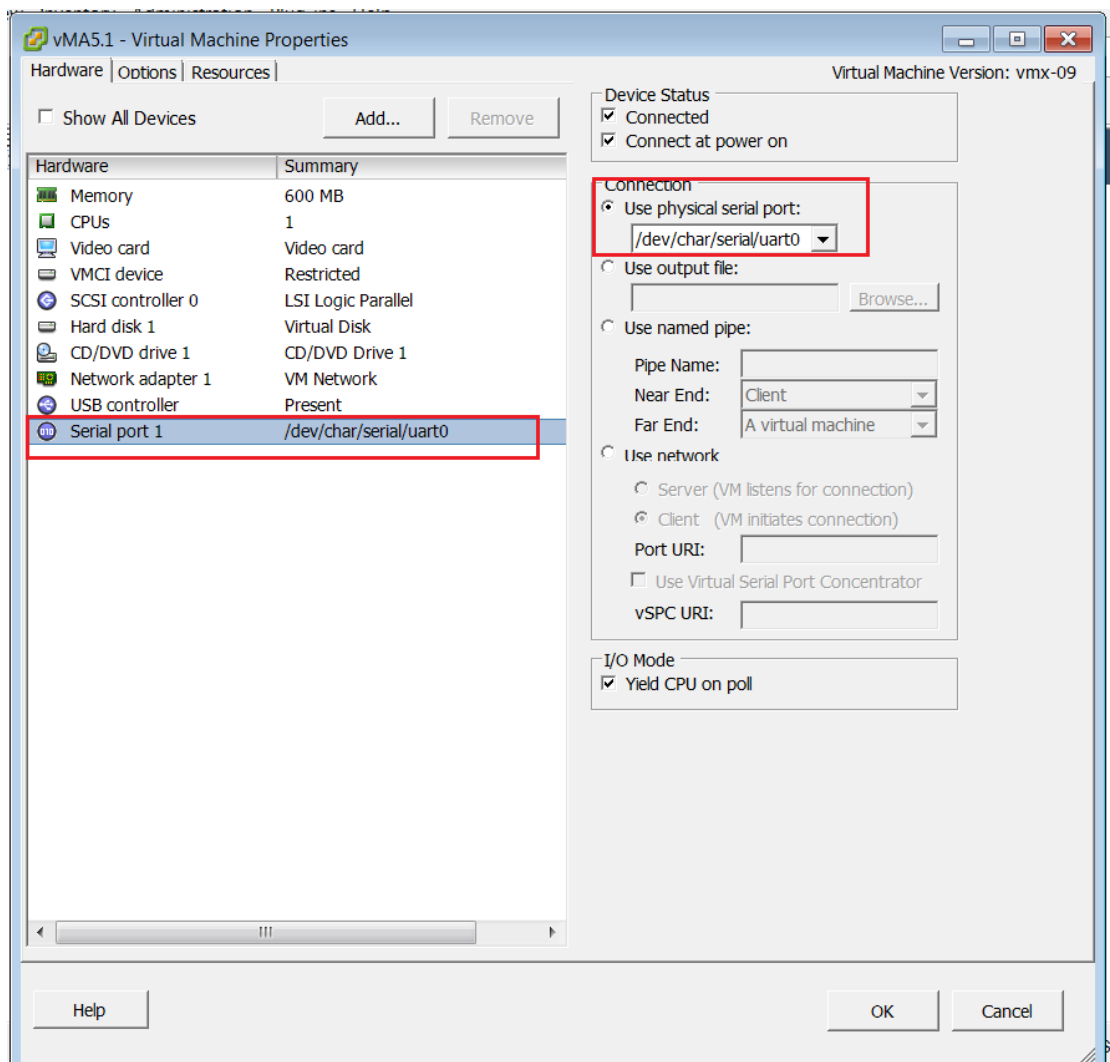 Inventory Administration Plug-ins Help
vMA5.1 - Virtual Machine Properties
Hardware Options Resources
Virtual Machine Version: vmx-09
Show All Devices
Add...
Remove
Hardware Summary
Memory 600 MB
CPUs 1
Video card Video card
VMCI device Restricted
SCSI controller 0 LSI Logic Parallel
Hard disk 1 Virtual Disk
CD/DVD drive 1 CD/DVD Drive 1
Network adapter 1 VM Network
USB controller Present
Serial port 1 /dev/char/serial/uart0
Device Status
Connected
Connect at power on
Connection
Use physical serial port:
/dev/char/serial/uart0
Use output file:
Browse...
Use named pipe:
Pipe Name:
Near End: Client
Far End: A virtual machine
Use network
Server (VM listens for connection)
Client (VM initiates connection)
Port URI:
Use Virtual Serial Port Concentrator
vSPC URI:
I/O Mode
Yield CPU on poll
Help
OK
Cancel